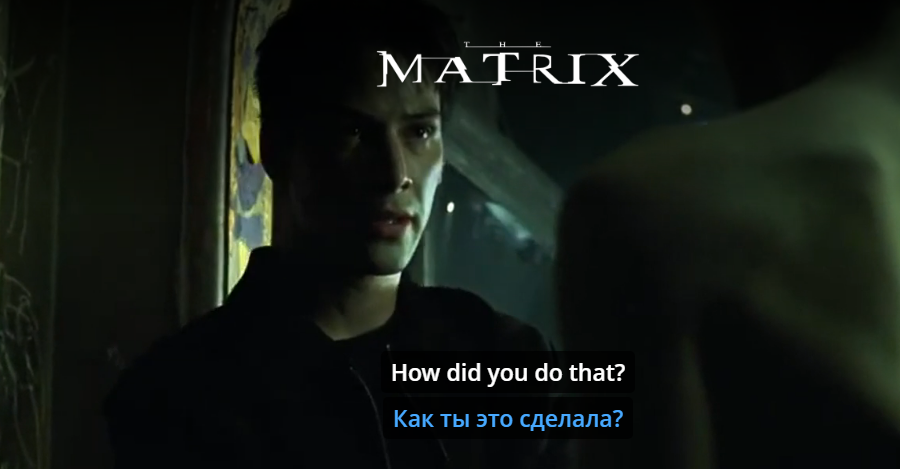 THE
MATRIX
How did you do that?
Как ты это сделала?